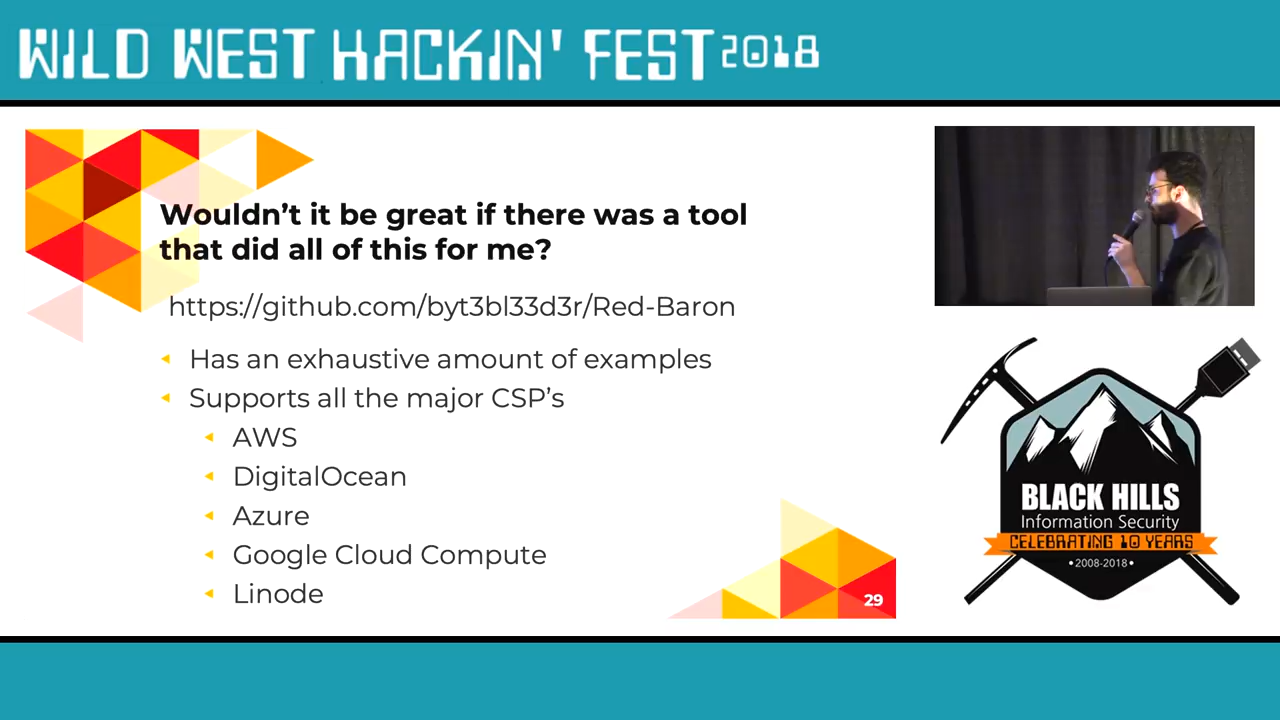 WILD WEST HACKIN' FEST 2018
Wouldn't it be great if there was a tool
that did all of this for me?
https://github.com/byt3bl33d3r/Red-Baron
Has an exhaustive amount of examples
Supports all the major CSP's
AWS
DigitalOcean
Azure
Google Cloud Compute
Linode
29
BLACK HILLS
Information Security
CELEBRATING 10 YEARS
•2008-2018•